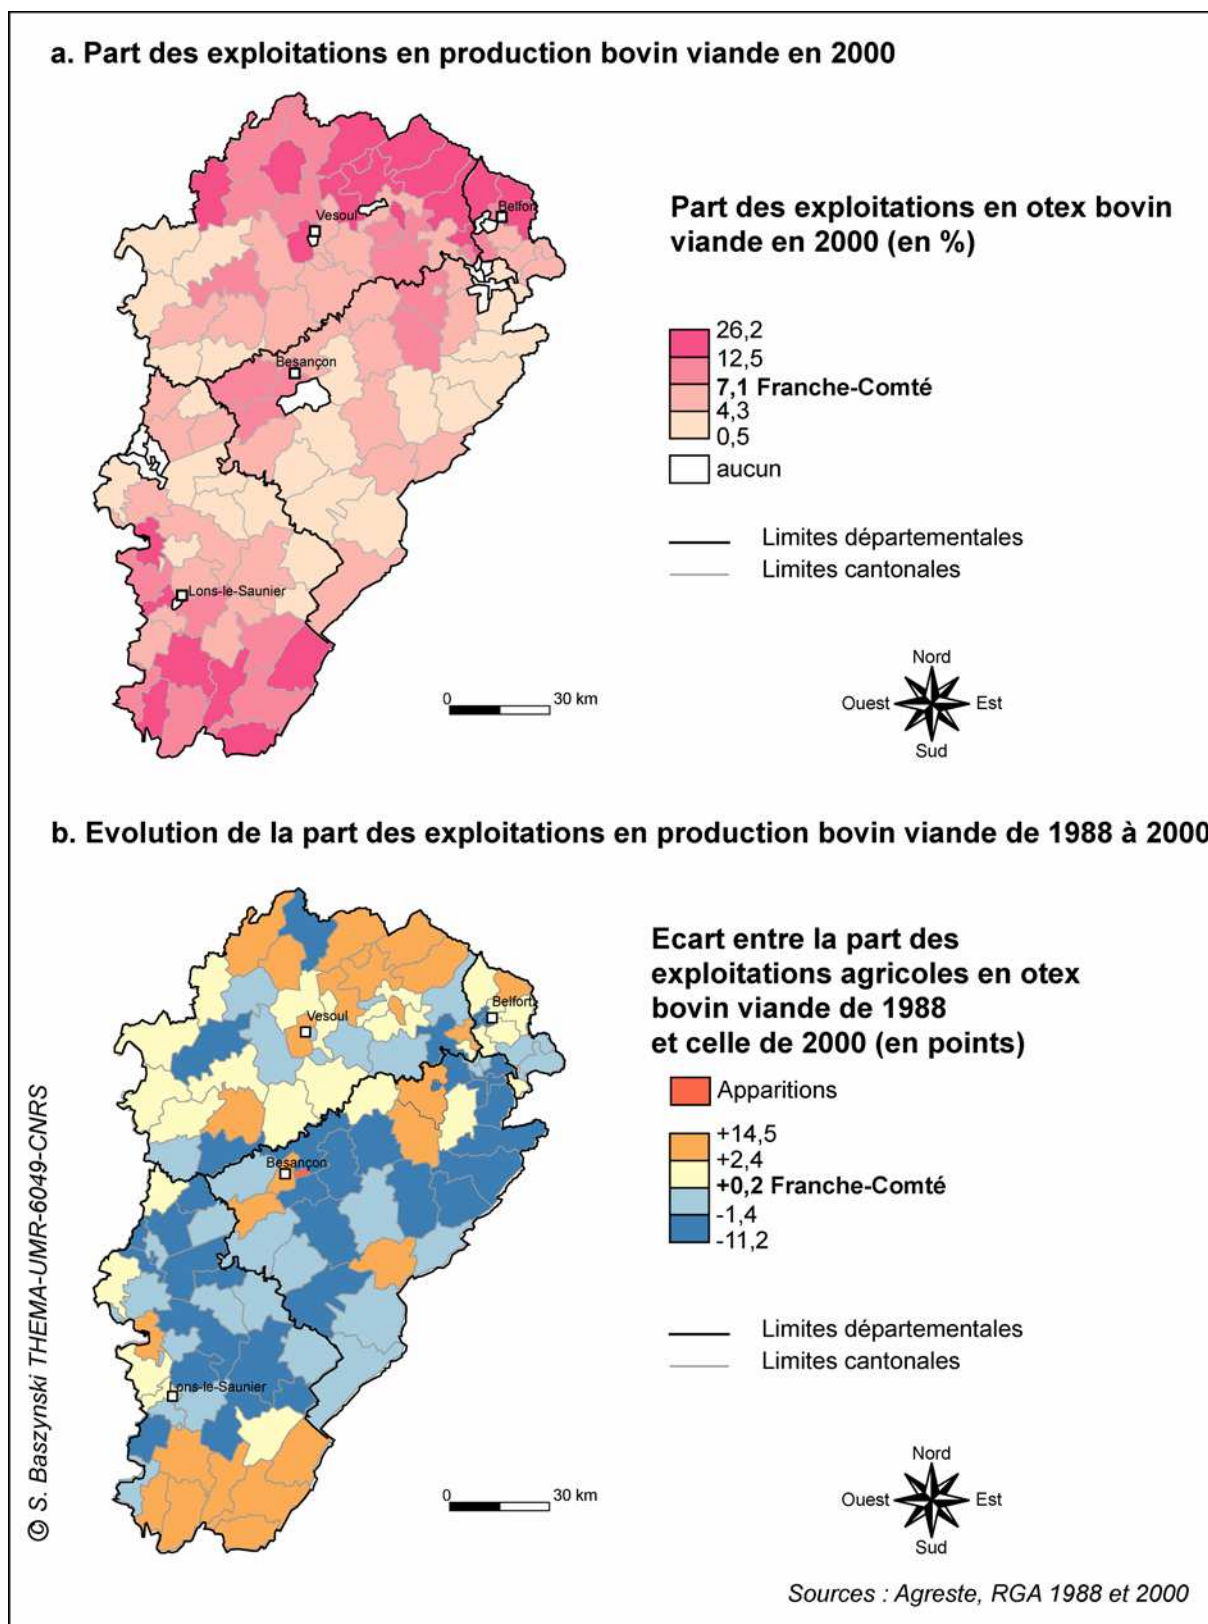 a. Part des exploitations en production bovin viande en 2000
Vesoul
Belfort
Besançon
Lons-le-Saunier
Part des exploitations en otex bovin
viande en 2000 (en %)
26,2
12,5
7,1 Franche-Comté
4,3
0,5
aucun
Limites départementales
Limites cantonales
0 30 km
Nord
Ouest Est
Sud
b. Evolution de la part des exploitations en production bovin viande de 1988 à 2000
Vesoul
Belfort
Besançon
Lons-le-Saunier
Ecart entre la part des
exploitations agricoles en otex
bovin viande de 1988
et celle de 2000 (en points)
Apparitions
+14,5
+2,4
+0,2 Franche-Comté
-1,4
-11,2
Limites départementales
Limites cantonales
0 30 km
Nord
Ouest Est
Sud
© S. Baszynski THEMA-UMR-6049-CNRS
Sources : Agreste, RGA 1988 et 2000